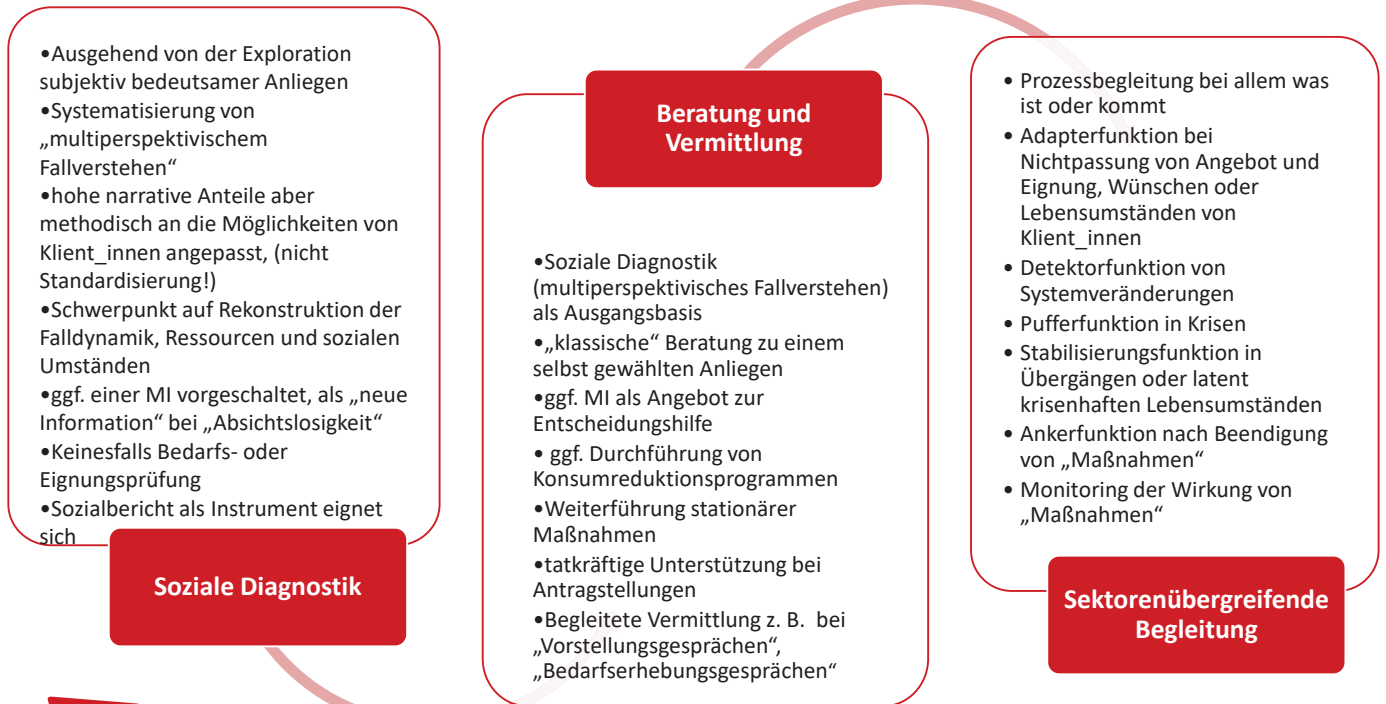 •Ausgehend von der Exploration
subjektiv bedeutsamer Anliegen
•Systematisierung von
„multiperspektivischem
Fallverstehen“
•hohe narrative Anteile aber
methodisch an die Möglichkeiten von
Klient_innen angepasst, (nicht
Standardisierung!)
•Schwerpunkt auf Rekonstruktion der
Falldynamik, Ressourcen und sozialen
Umständen
•ggf. einer MI vorgeschaltet, als „neue
Information“ bei „Absichtslosigkeit“
•Keinesfalls Bedarfs- oder
Eignungsprüfung
•Sozialbericht als Instrument eignet
sich
Soziale Diagnostik
Beratung und
Vermittlung
•Soziale Diagnostik
(multiperspektivisches Fallverstehen)
als Ausgangsbasis
•„klassische“ Beratung zu einem
selbst gewählten Anliegen
•ggf. MI als Angebot zur
Entscheidungshilfe
• ggf. Durchführung von
Konsumreduktionsprogrammen
•Weiterführung stationärer
Maßnahmen
•tatkräftige Unterstützung bei
Antragstellungen
•Begleitete Vermittlung z. B. bei
„Vorstellungsgesprächen“,
„Bedarfserhebungsgesprächen“
• Prozessbegleitung bei allem was
ist oder kommt
• Adapterfunktion bei
Nichtpassung von Angebot und
Eignung, Wünschen oder
Lebensumständen von
Klient_innen
• Detektorfunktion von
Systemveränderungen
• Pufferfunktion in Krisen
• Stabilisierungsfunktion in
Übergängen oder latent
krisenhaften Lebensumständen
• Ankerfunktion nach Beendigung
von „Maßnahmen“
• Monitoring der Wirkung von
„Maßnahmen“
Sektorenübergreifende
Begleitung